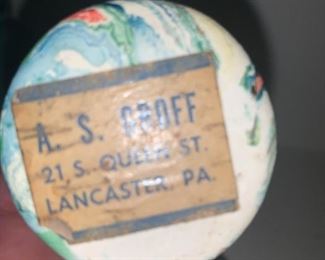 A. S. GROFF
21 S. QUEEN ST.
LANCASTER, PA.